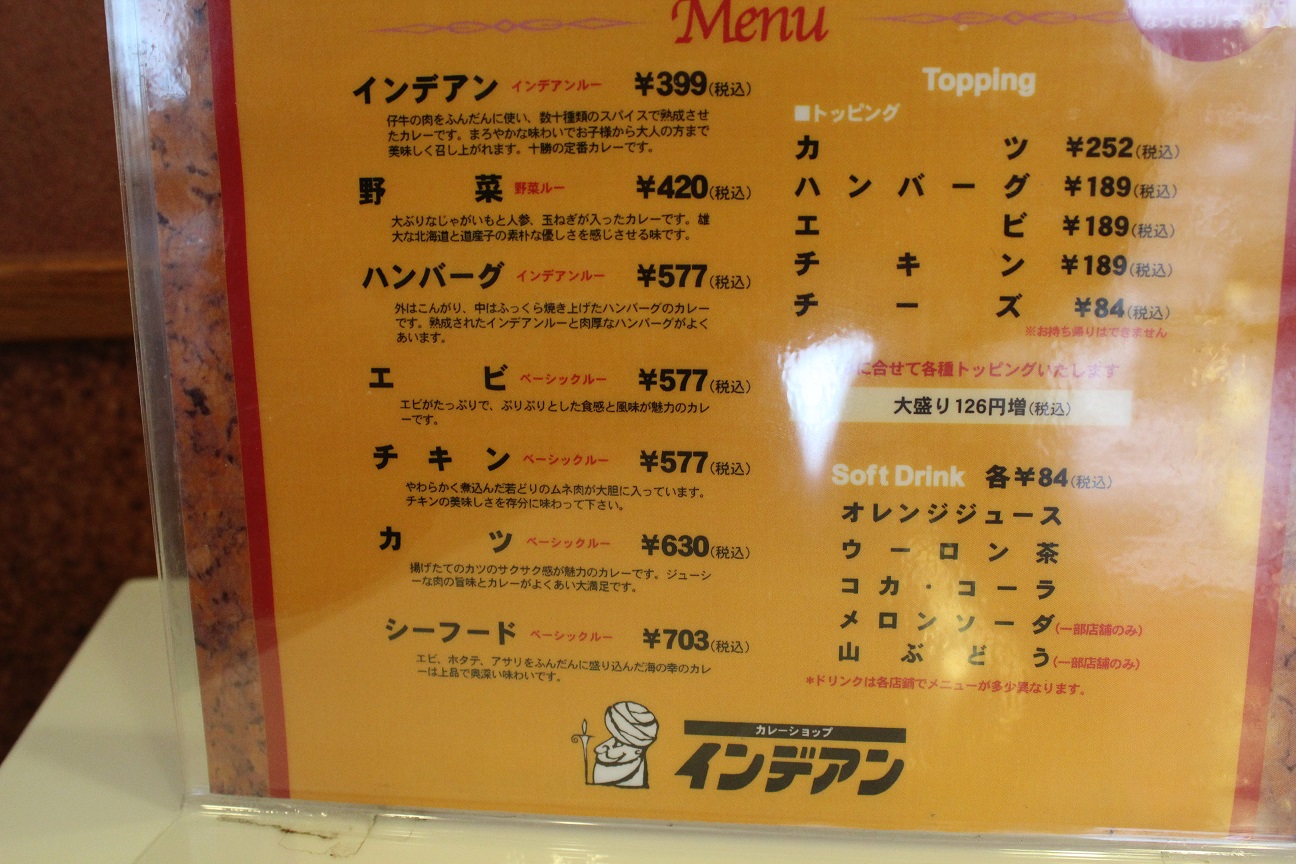 Menu
インデアン インデアンルー ¥399(税込)
仔牛の肉をふんだんに使い、数十種類のスパイスで熟成させ
たカレーです。まろやかな味わいでお子様から大人の方まで
美味しく召し上がれます。十勝の定番カレーです。
野菜 野菜ルー ¥420(税込)
大ぶりなじゃがいもと人参、玉ねぎが入ったカレーです。雄
大な北海道と道産子の素朴な優しさを感じさせる味です。
ハンバーグ インデアンルー ¥577(税込)
外はこんがり、中はふっくら焼き上げたハンバーグのカレー
です。熟成されたインデアンルーと肉厚なハンバーグがよく
あいます。
エビ ベーシックルー ¥577(税込)
エビがたっぷりで、ぷりぷりとした食感と風味が魅力のカレ
ーです。
チキン ベーシックルー ¥577(税込)
やわらかく煮込んだ若どりのムネ肉が大胆に入っています。
チキンの美味しさを存分に味わって下さい。
カツ ベーシックルー ¥630(税込)
揚げたてのカツのサクサク感が魅力のカレーです。ジューシ
ーな肉の旨味とカレーがよくあい大満足です。
シーフード ベーシックルー ¥703(税込)
エビ、ホタテ、アサリをふんだんに盛り込んだ海の幸のカレ
ーは上品で奥深い味わいです。
なっており
Topping
■トッピング
カツ ¥252(税込)
ハンバーグ ¥189(税込)
エビ ¥189(税込)
チキン ¥189(税込)
チーズ ¥84(税込)
※お持ち帰りはできません
に合せて各種トッピングいたします
大盛り126円増(税込)
Soft Drink 各¥84(税込)
オレンジジュース
ウーロン茶
コカ・コーラ
メロンソーダ(一部店舗のみ)
山ぶどう(一部店舗のみ)
*ドリンクは各店舗でメニューが多少異なります。
カレーショップ
インデアン